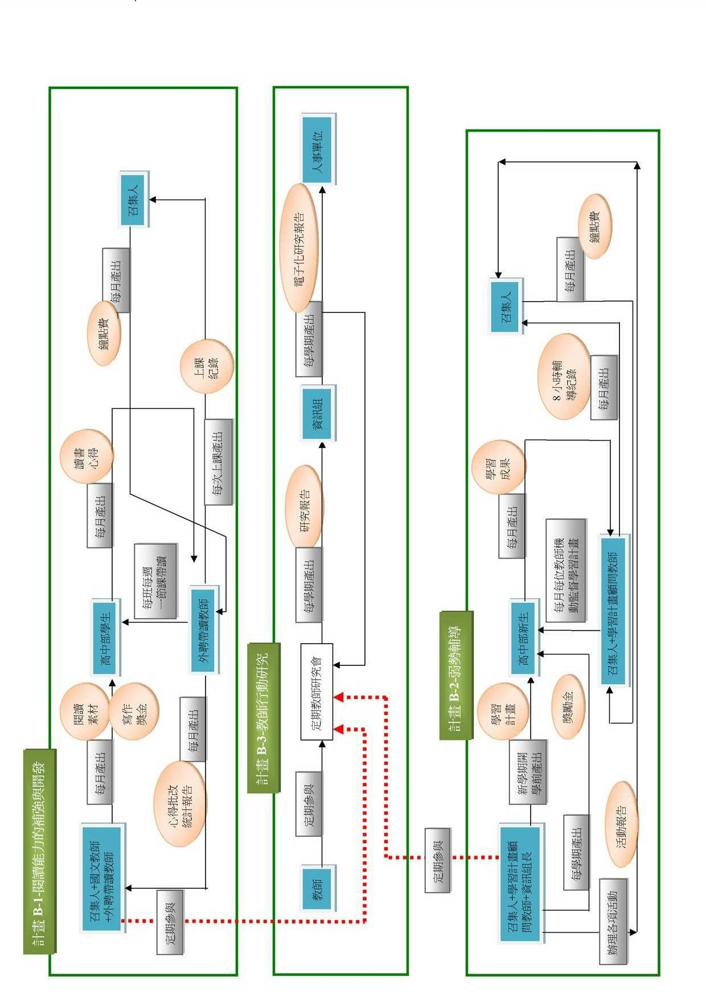 計畫 B-1-閱讀能力的補強與開發
召集人+國文教師
+外聘帶讀教師
每月產出
閱讀
素材
寫作
獎金
高中部學生
每月產出
讀書
心得
鐘點費
每月產出
召集人
每班每週
一節課帶讀
心得批改
統計報告
每月產出
外聘帶讀教師
每次上課產出
上課
紀錄
定期參與
計畫 B-3-教師行動研究
教師
定期參與
定期教師研究會
每學期產出
研究報告
資訊組
每學期產出
電子化研究報告
人事單位
計畫 B-2-弱勢輔導
定期參與
召集人+學習計畫顧
問教師+資訊組長
新學期開
學前產出
學習
計畫
高中部新生
每月產出
學習
成果
召集人
每學期產出
獎勵金
每月每位教師機
動監督學習計畫
8 小時輔
導紀錄
每月產出
每月產出
鐘點費
辦理各項活動
活動報告
召集人+學習計畫顧問教師